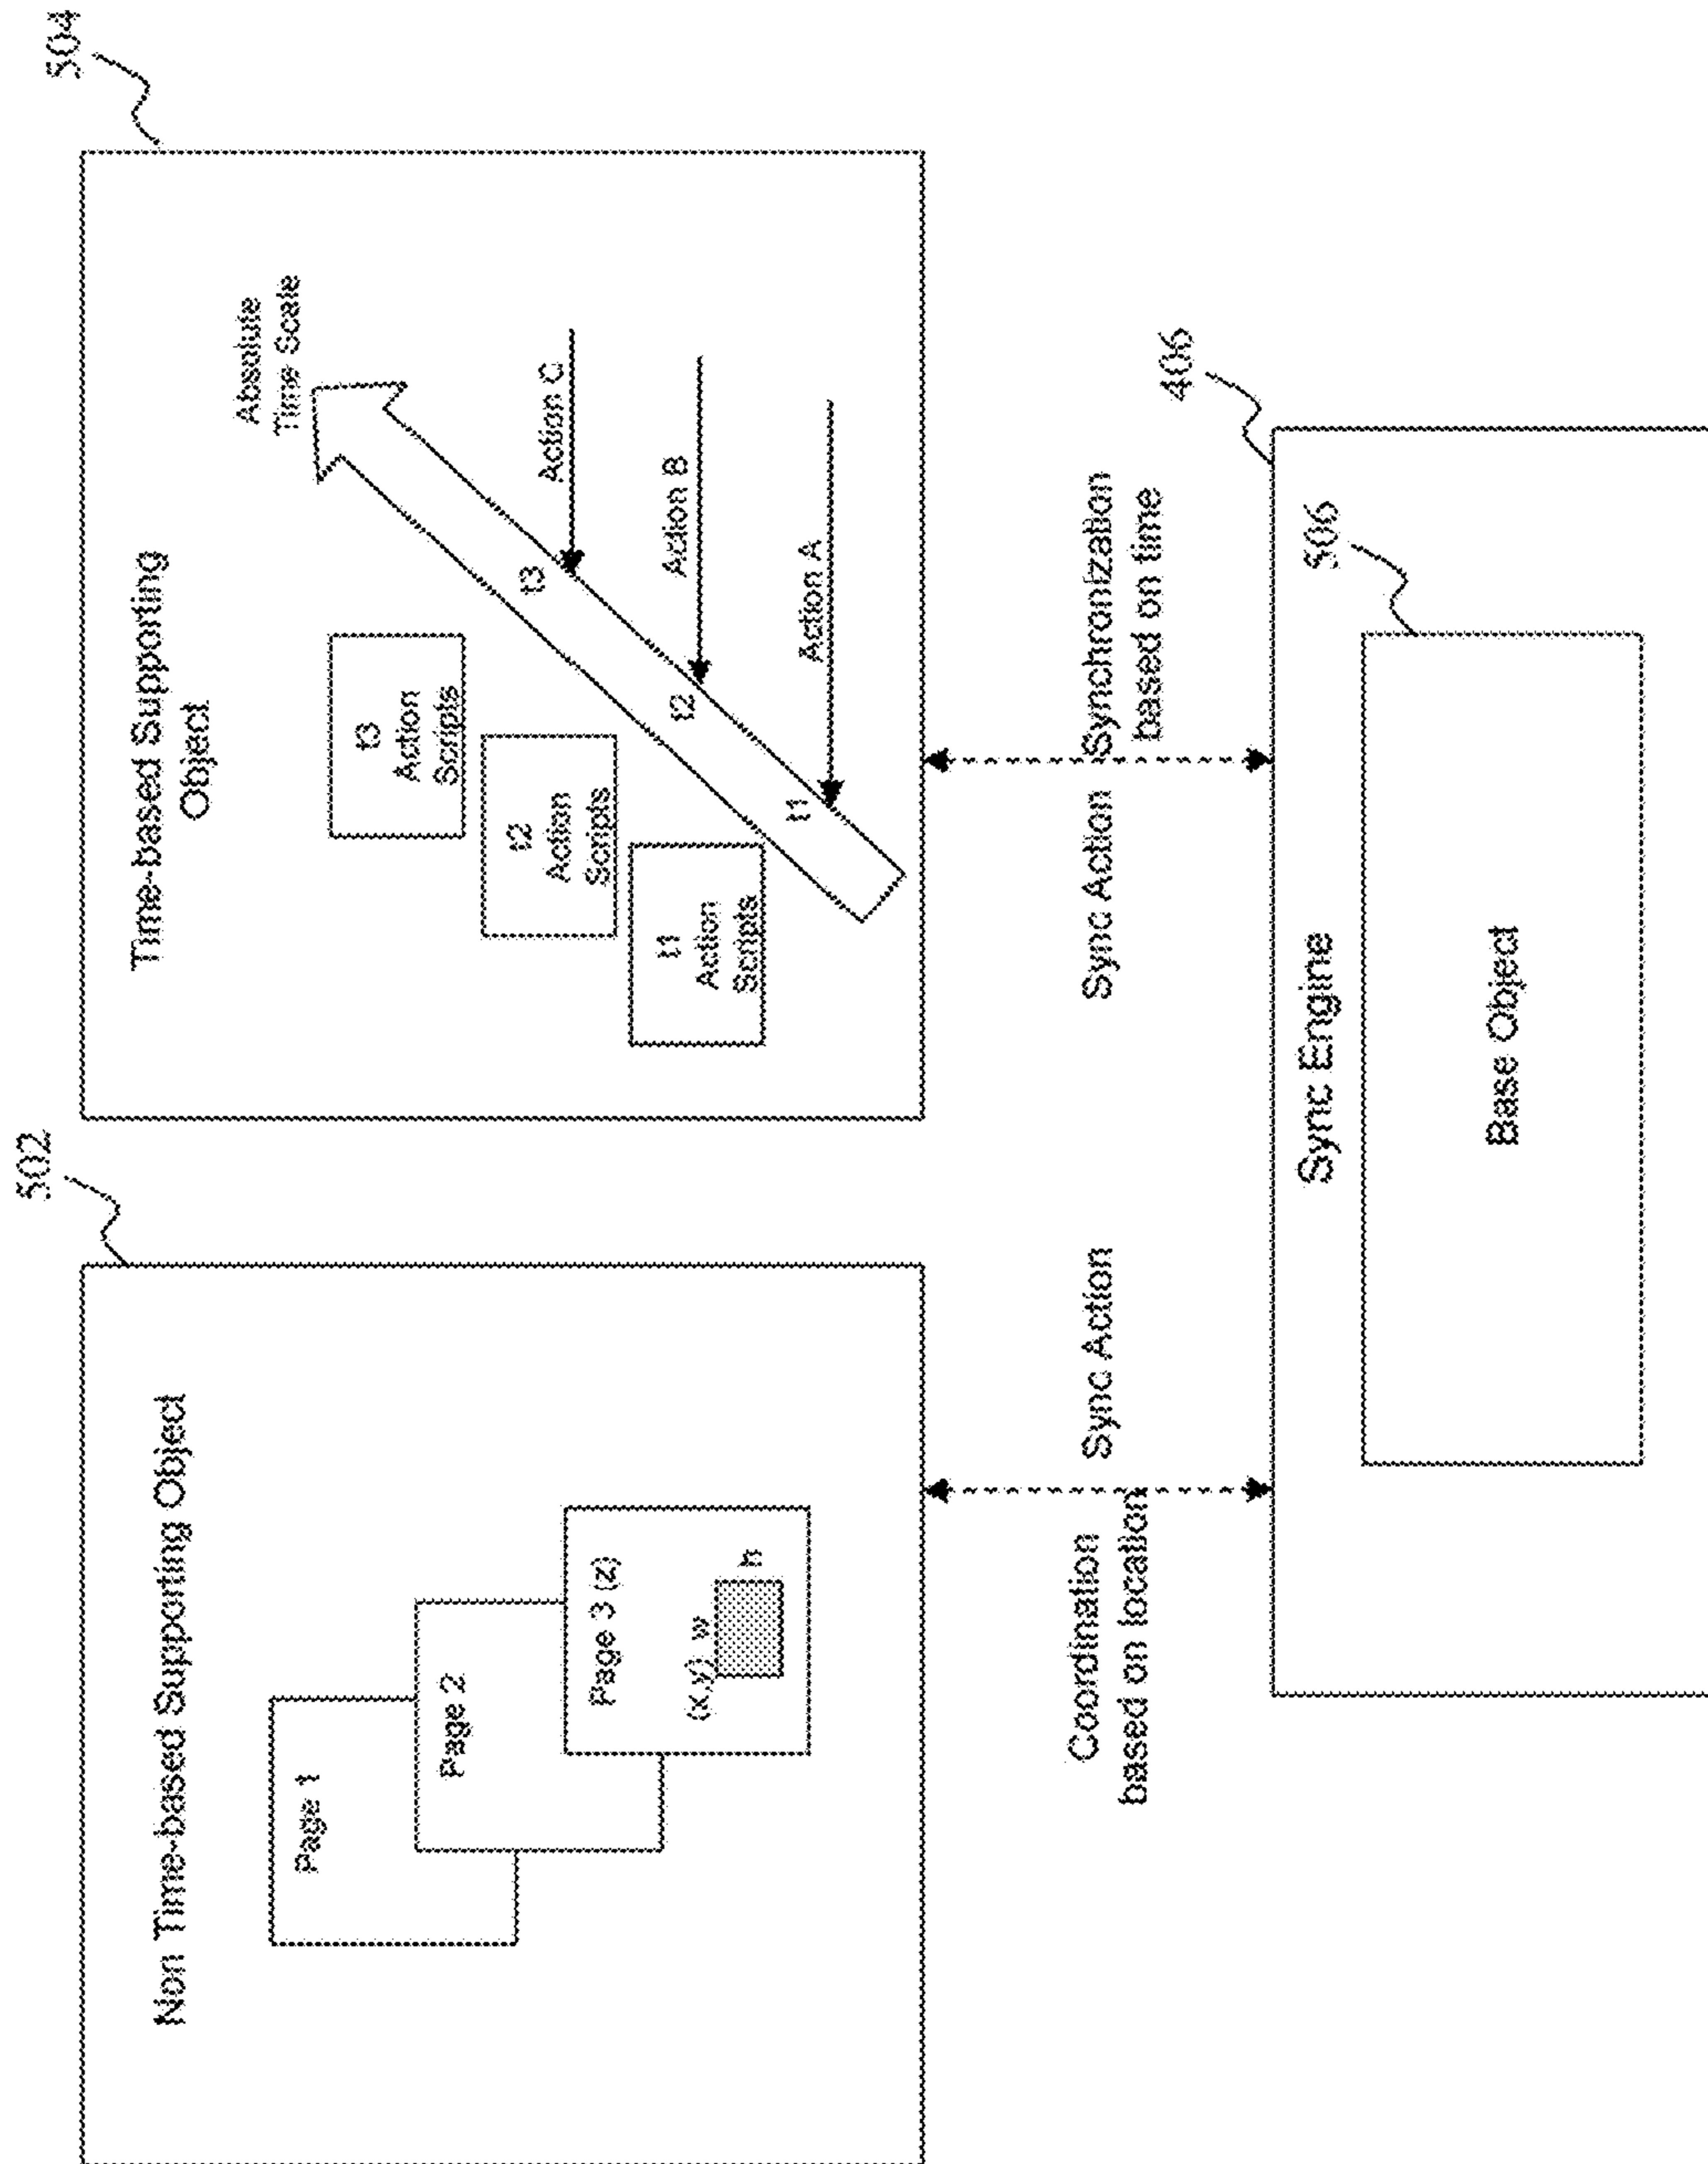 502
Non Time-based Supporting Object
Page 1
Page 2
Page 3 (z)
(x,y)
w
h
504
Time-based Supporting
Object
Absolute
Time Scale
t3
Action
Scripts
t2
Action
Scripts
t1
Action
Scripts
t3
t2
t1
Action C
Action B
Action A
Coordination
based on location
Sync Action
Sync Action
Synchronization
based on time
406
Sync Engine
506
Base Object